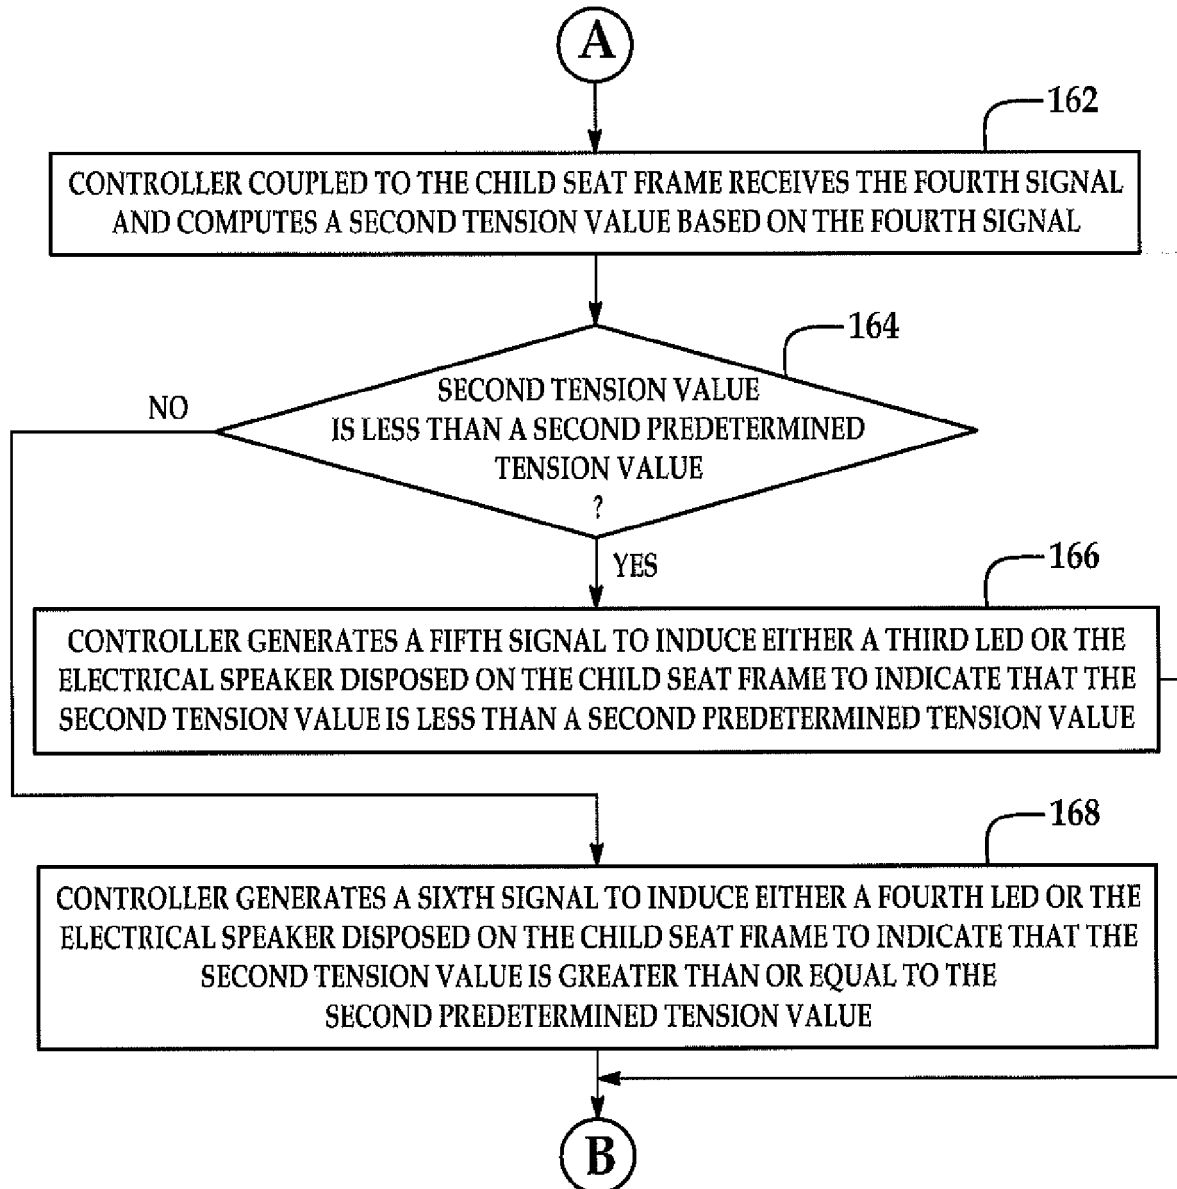 A
162
CONTROLLER COUPLED TO THE CHILD SEAT FRAME RECEIVES THE FOURTH SIGNAL
AND COMPUTES A SECOND TENSION VALUE BASED ON THE FOURTH SIGNAL
164
SECOND TENSION VALUE
IS LESS THAN A SECOND PREDETERMINED
TENSION VALUE
?
NO
YES
166
CONTROLLER GENERATES A FIFTH SIGNAL TO INDUCE EITHER A THIRD LED OR THE
ELECTRICAL SPEAKER DISPOSED ON THE CHILD SEAT FRAME TO INDICATE THAT THE
SECOND TENSION VALUE IS LESS THAN A SECOND PREDETERMINED TENSION VALUE
168
CONTROLLER GENERATES A SIXTH SIGNAL TO INDUCE EITHER A FOURTH LED OR THE
ELECTRICAL SPEAKER DISPOSED ON THE CHILD SEAT FRAME TO INDICATE THAT THE
SECOND TENSION VALUE IS GREATER THAN OR EQUAL TO THE
SECOND PREDETERMINED TENSION VALUE
B